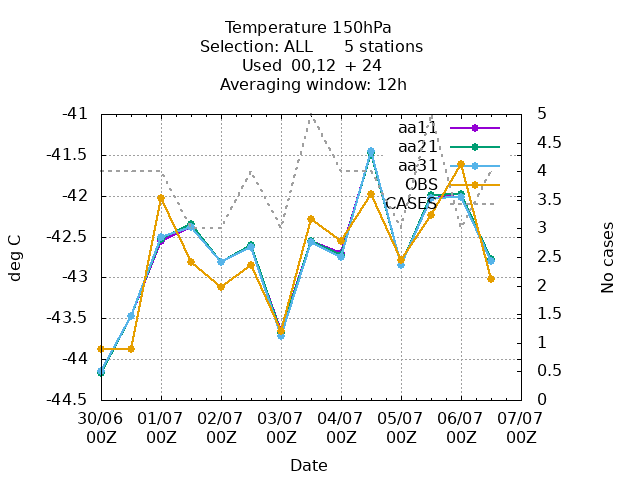 Temperature 150hPa
Selection: ALL 5 stations
Used 00,12 + 24
Averaging window: 12h
-41
-41.5
-42
-42.5
-43
-43.5
-44
-44.5
deg C
5
4.5
4
3.5
3
2.5
2
1.5
1
0.5
0
No cases
aa11
aa21
aa31
OBS
CASES
30/06 01/07 02/07 03/07 04/07 05/07 06/07 07/07
00Z 00Z 00Z 00Z 00Z 00Z 00Z 00Z
Date